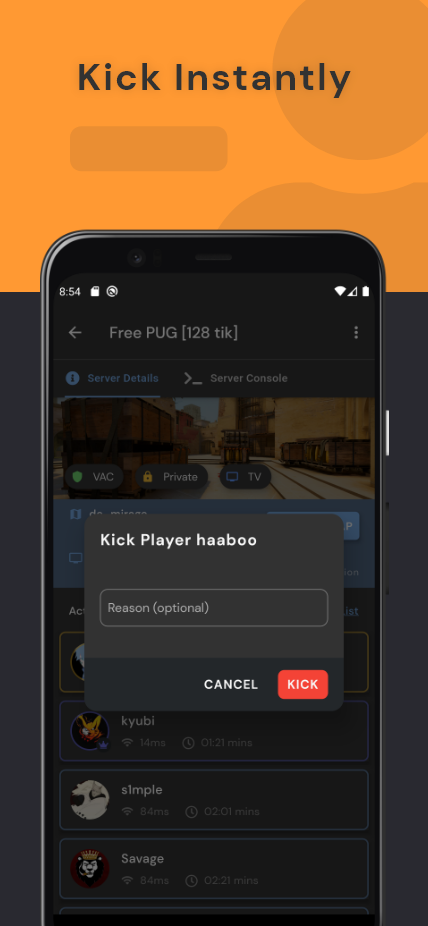 Kick Instantly
8:54
Free PUG [128 tik]
Server Details
Server Console
VAC
Private
TV
de_mirage
Kick Player haaboo
Reason (optional)
CANCEL
KICK
kyubi
14ms
01:21 mins
s1mple
84ms
02:01 mins
Savage
84ms
02:21 mins